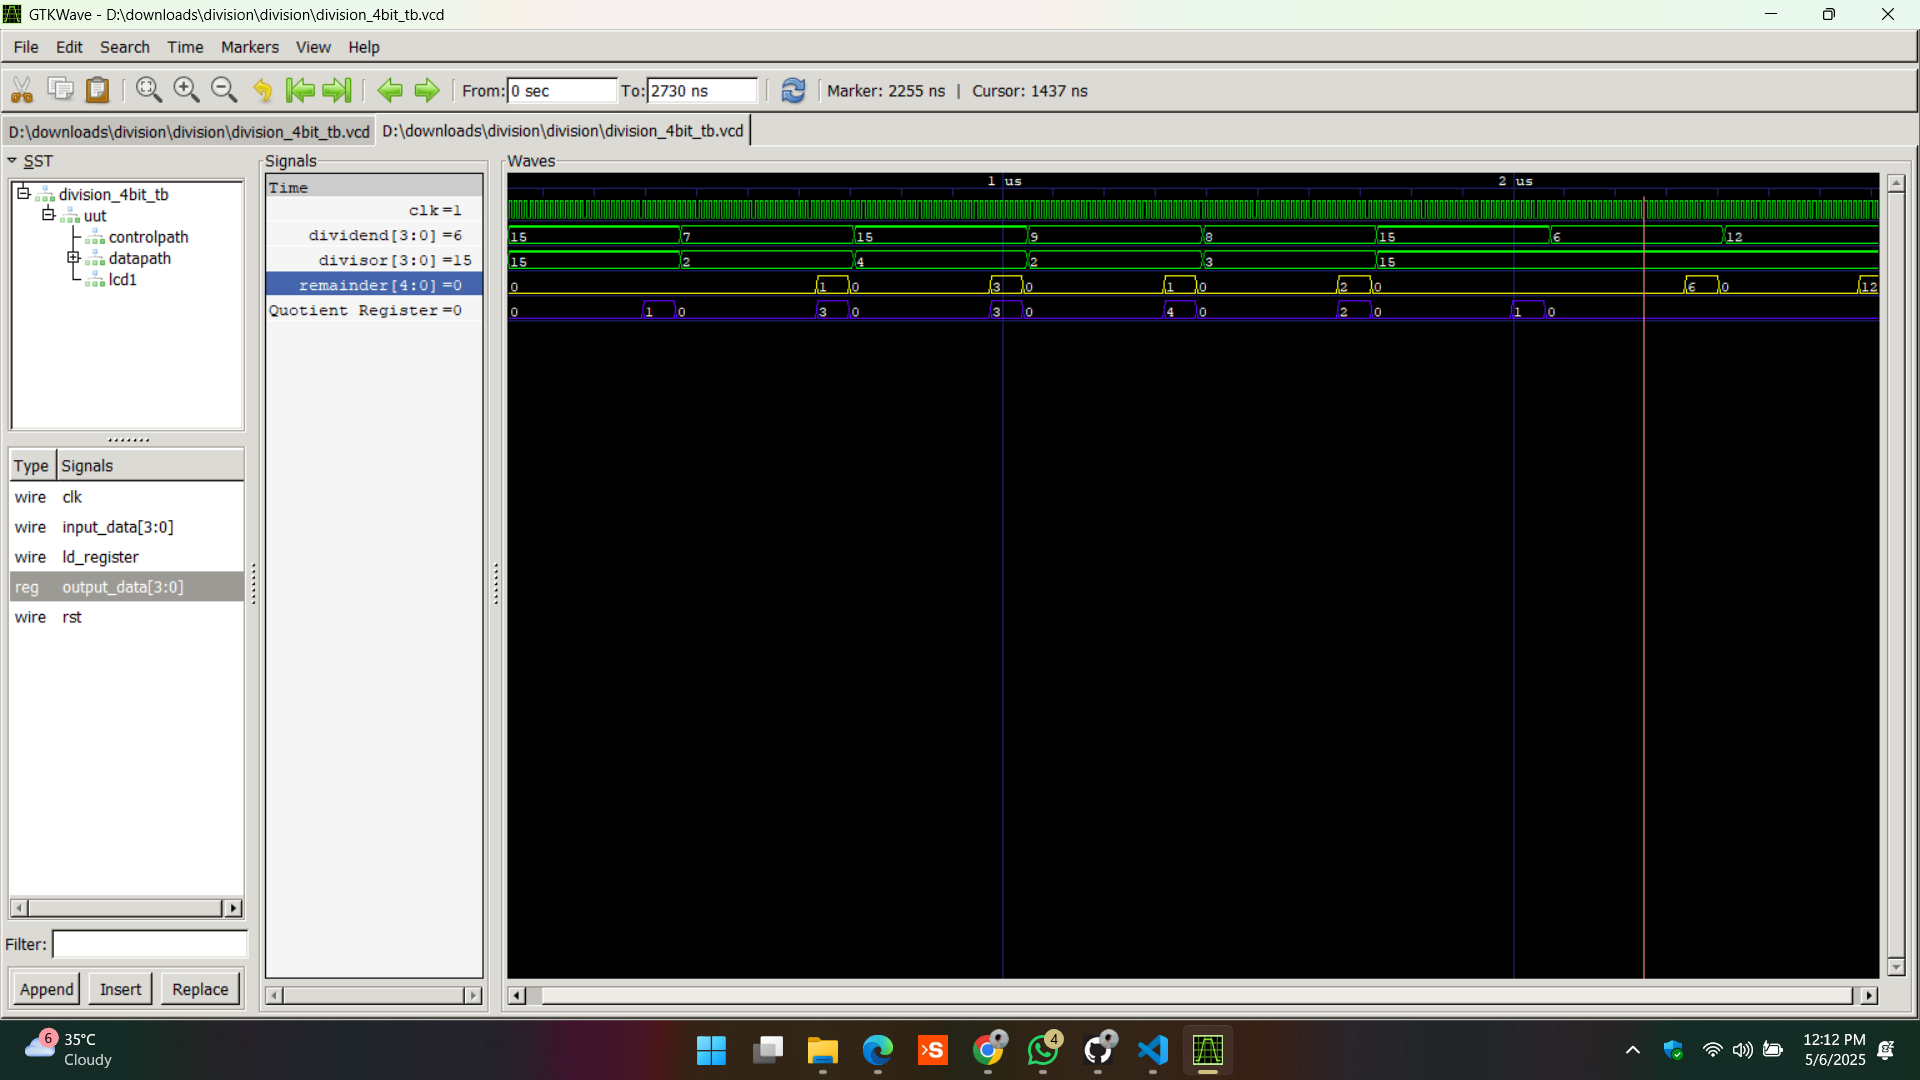 GTKWave - D:\downloads\division\division\division_4bit_tb.vcd
File Edit Search Time Markers View Help
From: 0 sec To: 2730 ns Marker: 2255 ns | Cursor: 1437 ns
D:\downloads\division\division\division_4bit_tb.vcd D:\downloads\division\division\division_4bit_tb.vcd
SST
division_4bit_tb
uut
controlpath
datapath
lcd1
Type Signals
wire clk
wire input_data[3:0]
wire ld_register
reg output_data[3:0]
wire rst
Filter:
Append Insert Replace
Signals
Time
clk=1
dividend[3:0]=6
divisor[3:0]=15
remainder[4:0]=0
Quotient Register=0
Waves
1 us 2 us
15 7 15 9 8 15 6 12
15 2 4 2 3 15
0 1 0 3 0 1 0 2 0 6 0 12
0 1 0 3 0 3 0 4 0 2 0 1 0
6
35°C
Cloudy
S
4
12:12 PM
5/6/2025